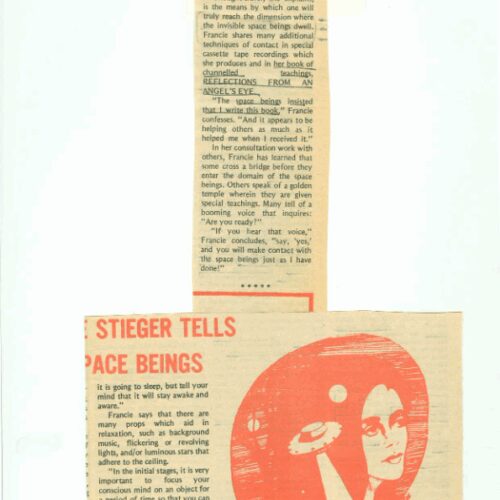 is the means by which one will
truly reach the dimension where
the invisible space beings dwell.
Francie shares many additional
techniques of contact in special
cassette tape recordings which
she produces and in her book of
channelled teachings,
REFLECTIONS FROM AN
ANGEL'S EYE.
"The space beings insisted
that I write this book," Francie
confesses. "And it appears to be
helping others as much as it
helped me when I received it."
In her consultation work with
others, Francie has learned that
some cross a bridge before they
enter the domain of the space
beings. Others speak of a golden
temple wherein they are given
special teachings. Many tell of a
booming voice that inquires:
"Are you ready?"
"If you hear that voice,"
Francie concludes, "say, 'yes,'
and you will make contact with
the space beings just as I have
done!"
*****
STIEGER TELLS
PACE BEINGS
it is going to sleep, but tell your
mind that it will stay awake and
aware."
Francie says that there are
many props which aid in
relaxation, such as background
music, flickering or revolving
lights, and/or luminous stars that
adhere to the ceiling.
"In the initial stages, it is very
important to focus your
conscious mind on an object for
a period of time so that you can